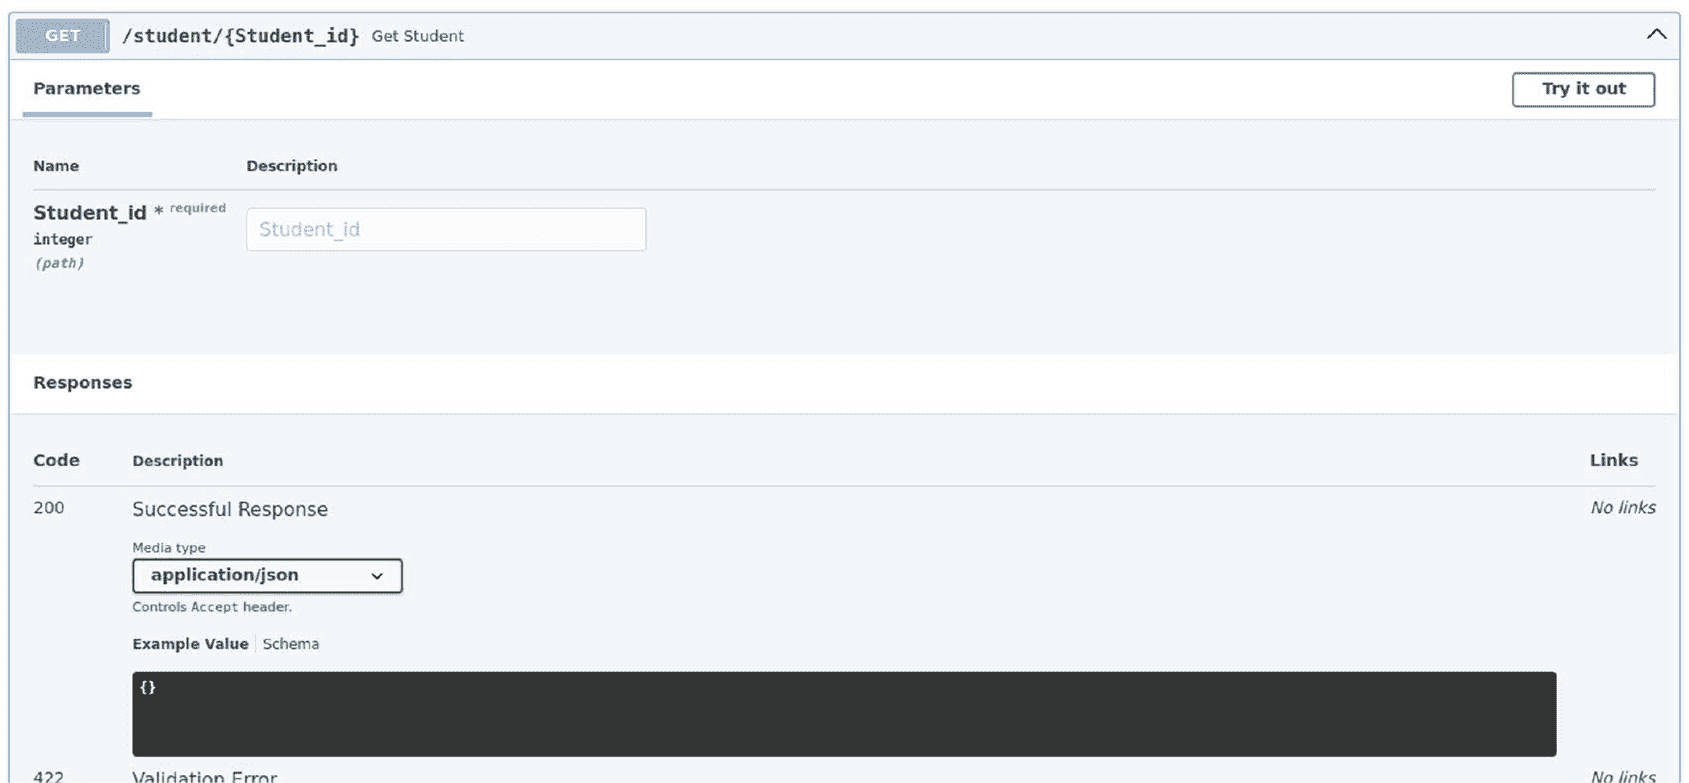 GET /student/{Student_id} Get Student
Parameters Try it out
Name Description
Student_id * required Student_id
integer
(path)
Responses
Code Description Links
200 Successful Response No links
Media type
application/json
Controls Accept header.
Example Value Schema
{}
422 Validation Error No links